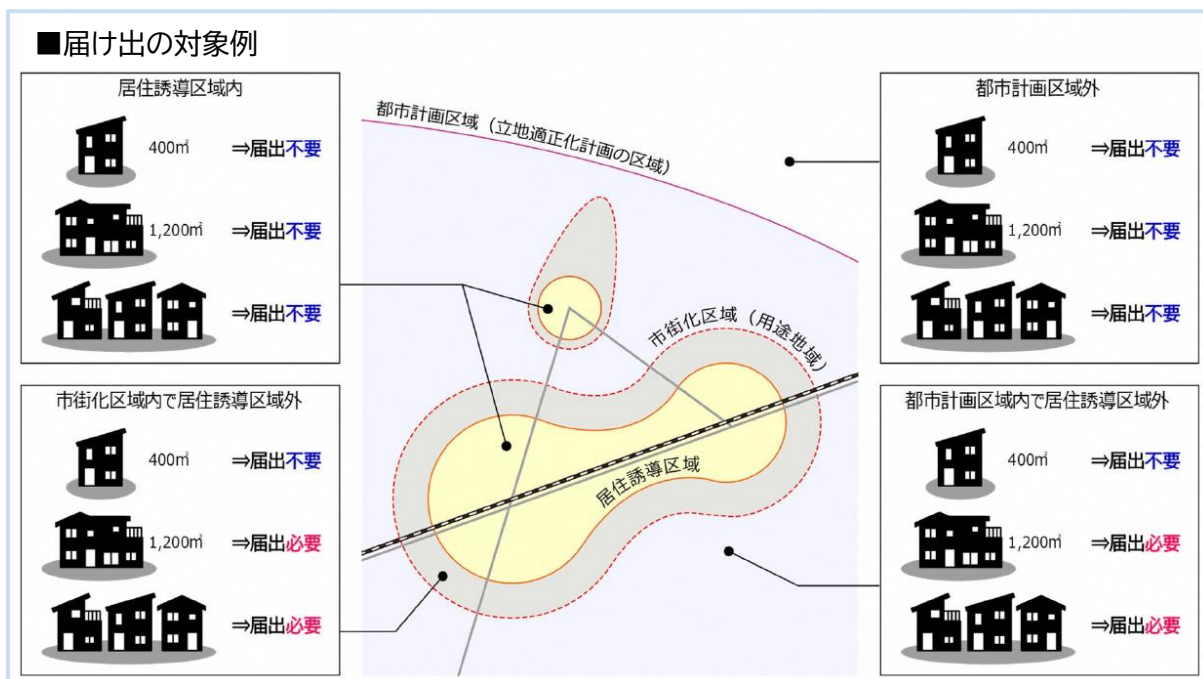 ■届け出の対象例
居住誘導区域内
400㎡ ⇒届出不要
1,200㎡ ⇒届出不要
⇒届出不要
市街化区域内で居住誘導区域外
400㎡ ⇒届出不要
1,200㎡ ⇒届出必要
⇒届出必要
都市計画区域（立地適正化計画の区域）
市街化区域（用途地域）
居住誘導区域
都市計画区域外
400㎡ ⇒届出不要
1,200㎡ ⇒届出不要
⇒届出不要
都市計画区域内で居住誘導区域外
400㎡ ⇒届出不要
1,200㎡ ⇒届出必要
⇒届出必要